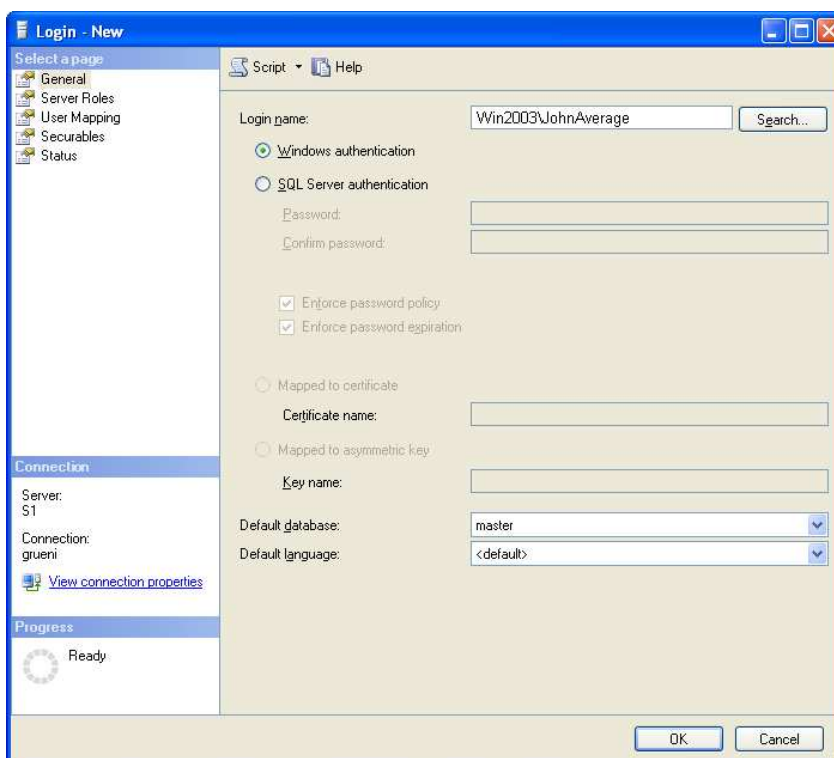 Login - New
Select a page
General
Server Roles
User Mapping
Securables
Status
Script
Help
Login name:
Win2003\JohnAverage
Search...
Windows authentication
SQL Server authentication
Password:
Confirm password:
Enforce password policy
Enforce password expiration
Mapped to certificate
Certificate name:
Mapped to asymmetric key
Key name:
Default database:
master
Default language:
<default>
Connection
Server:
S1
Connection:
grueni
View connection properties
Progress
Ready
OK
Cancel